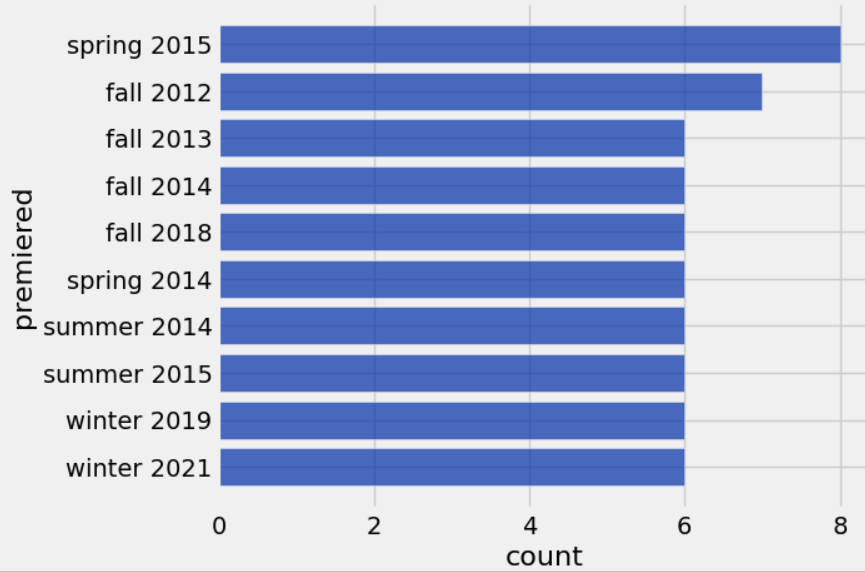 spring 2015
fall 2012
fall 2013
fall 2014
fall 2018
spring 2014
summer 2014
summer 2015
winter 2019
winter 2021
premiered
0 2 4 6 8
count